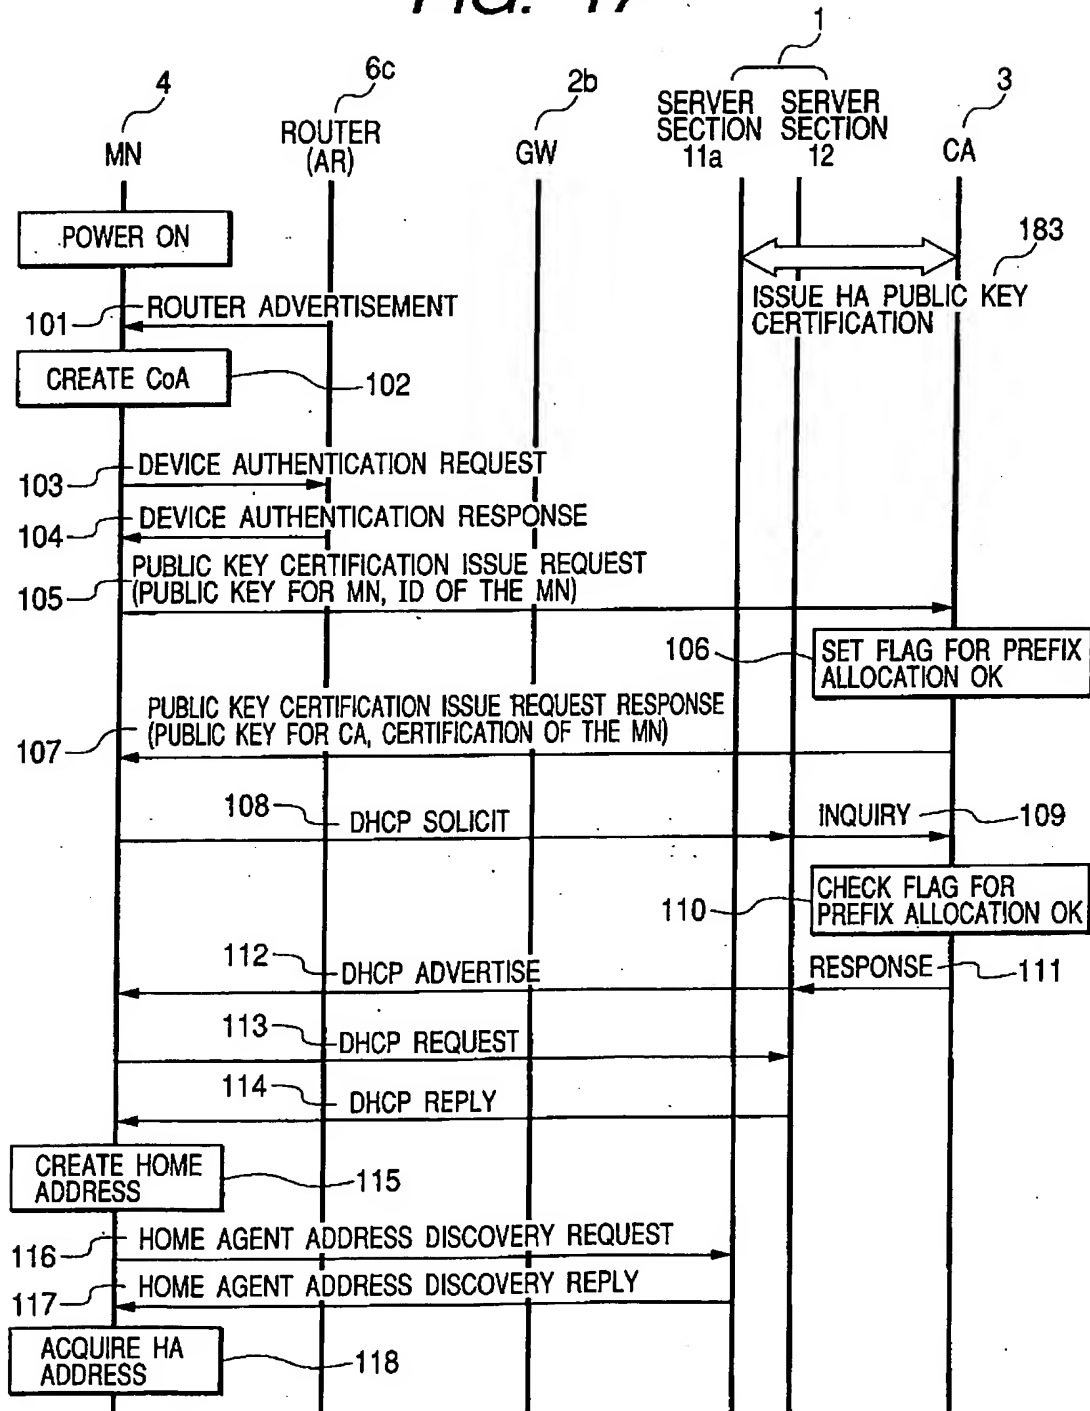 FIG. 17
1
4
6c
2b
3
SERVER SECTION 11a
SERVER SECTION 12
MN
ROUTER (AR)
GW
CA
POWER ON
183
ISSUE HA PUBLIC KEY
CERTIFICATION
101
ROUTER ADVERTISEMENT
CREATE CoA
102
103
DEVICE AUTHENTICATION REQUEST
104
DEVICE AUTHENTICATION RESPONSE
105
PUBLIC KEY CERTIFICATION ISSUE REQUEST
(PUBLIC KEY FOR MN, ID OF THE MN)
106
SET FLAG FOR PREFIX
ALLOCATION OK
107
PUBLIC KEY CERTIFICATION ISSUE REQUEST RESPONSE
(PUBLIC KEY FOR CA, CERTIFICATION OF THE MN)
108
DHCP SOLICIT
INQUIRY
109
110
CHECK FLAG FOR
PREFIX ALLOCATION OK
112
DHCP ADVERTISE
RESPONSE
111
113
DHCP REQUEST
114
DHCP REPLY
CREATE HOME
ADDRESS
115
116
HOME AGENT ADDRESS DISCOVERY REQUEST
117
HOME AGENT ADDRESS DISCOVERY REPLY
ACQUIRE HA
ADDRESS
118